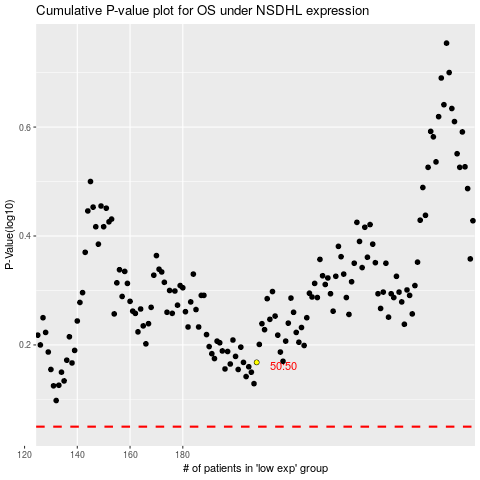 Cumulative P-value plot for OS under NSDHL expression
P-Value(log10)
0.6
0.4
0.2
50:50
120 140 160 180
# of patients in 'low exp' group